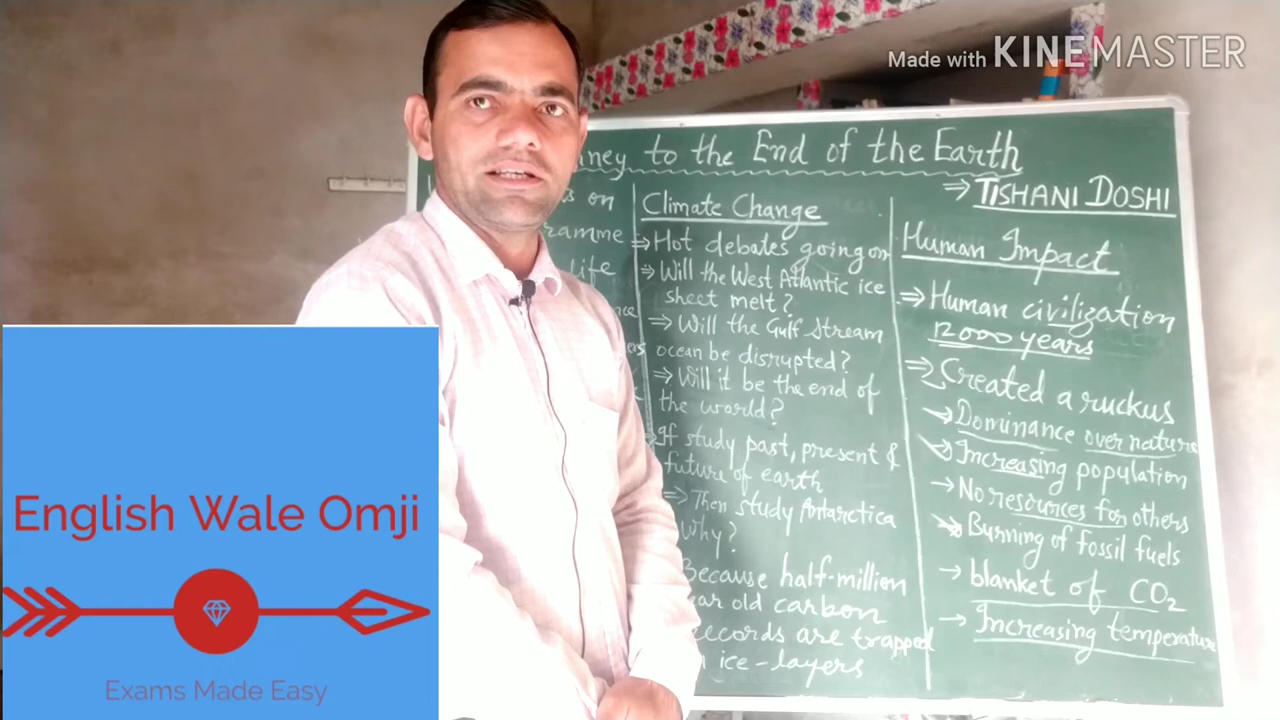 Made with KINEMASTER
ney to the End of the Earth
⇒ TISHANI DOSHI
on
ramme
life
Climate Change
⇒ Hot debates going on
⇒ Will the West Atlantic ice
sheet melt?
⇒ Will the Gulf Stream
ocean be disrupted?
⇒ Will it be the end of
the world?
If study past, present &
future of earth
⇒ Then study Antarctica
Why?
Because half-million
ear old carbon
records are trapped
ice-layers
Human Impact
⇒ Human civilization
12000 years
⇒ Created a ruckus
→ Dominance over nature
→ Increasing population
→ No resources for others
→ Burning of fossil fuels
→ blanket of CO₂
→ Increasing temperature
English Wale Omji
Exams Made Easy